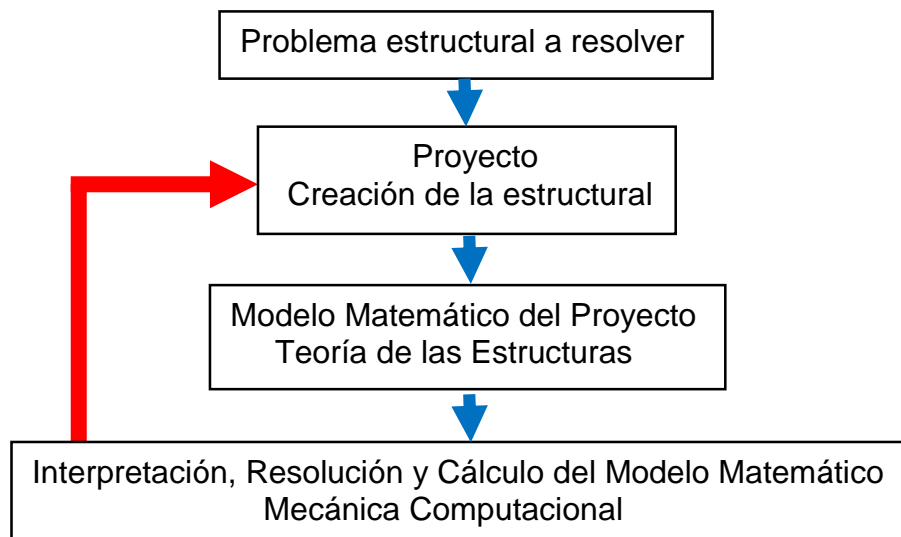 Problema estructural a resolver
Proyecto
Creación de la estructural
Modelo Matemático del Proyecto
Teoría de las Estructuras
Interpretación, Resolución y Cálculo del Modelo Matemático
Mecánica Computacional